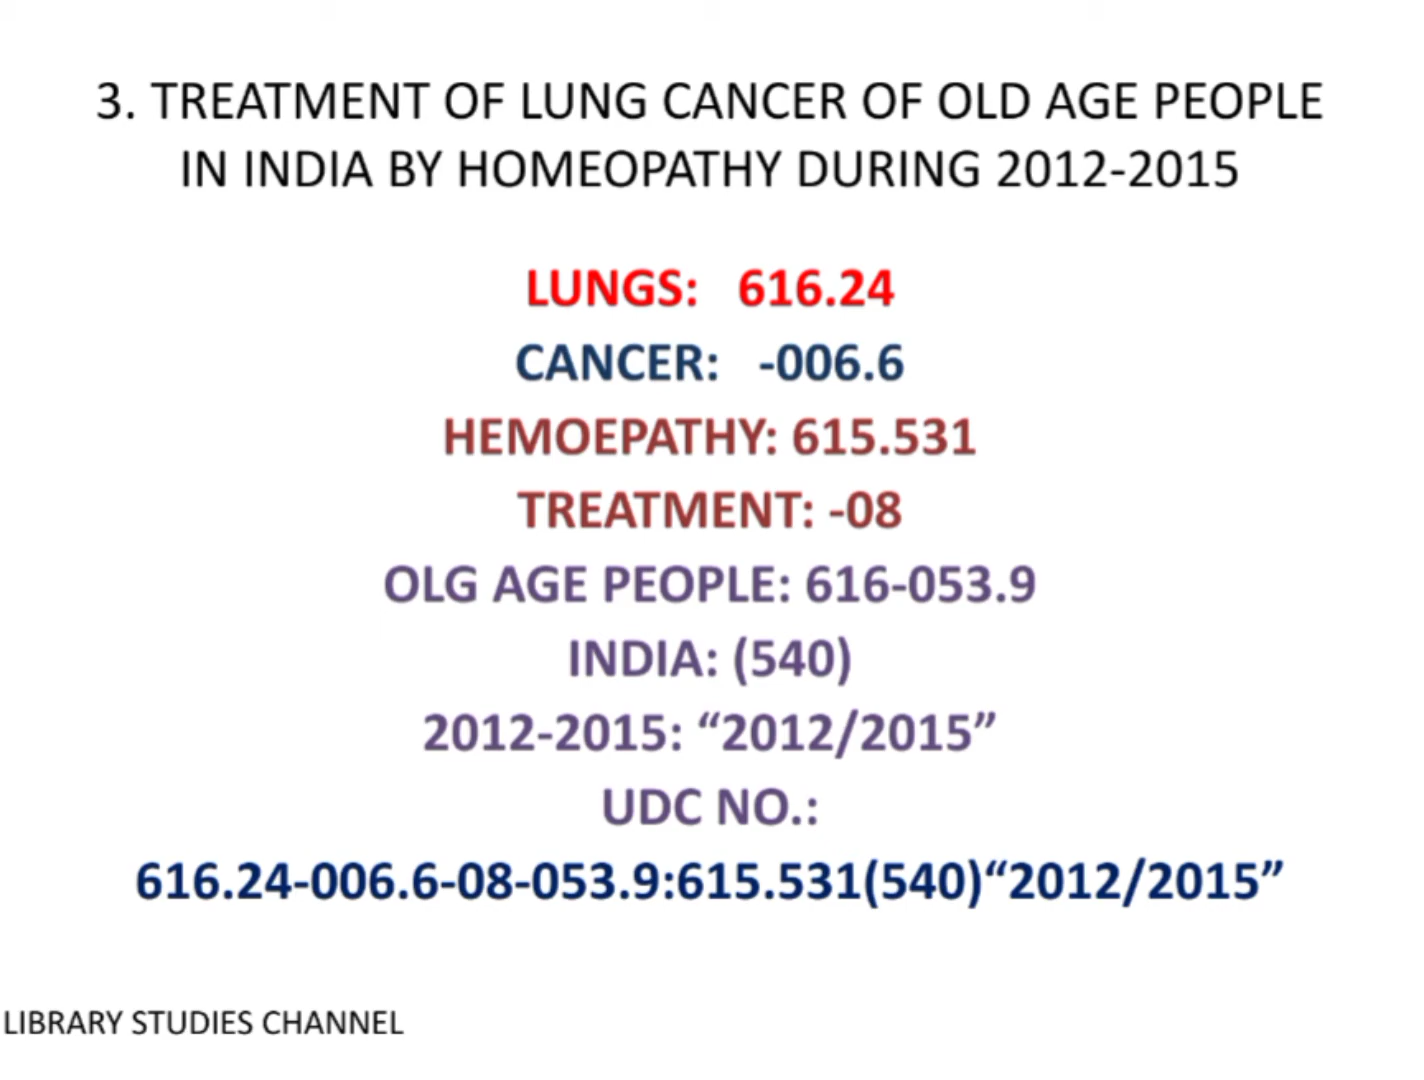 3. TREATMENT OF LUNG CANCER OF OLD AGE PEOPLE
IN INDIA BY HOMEOPATHY DURING 2012-2015
LUNGS: 616.24
CANCER: -006.6
HEMOEPATHY: 615.531
TREATMENT: -08
OLG AGE PEOPLE: 616-053.9
INDIA: (540)
2012-2015: “2012/2015”
UDC NO.:
616.24-006.6-08-053.9:615.531(540)“2012/2015”
LIBRARY STUDIES CHANNEL